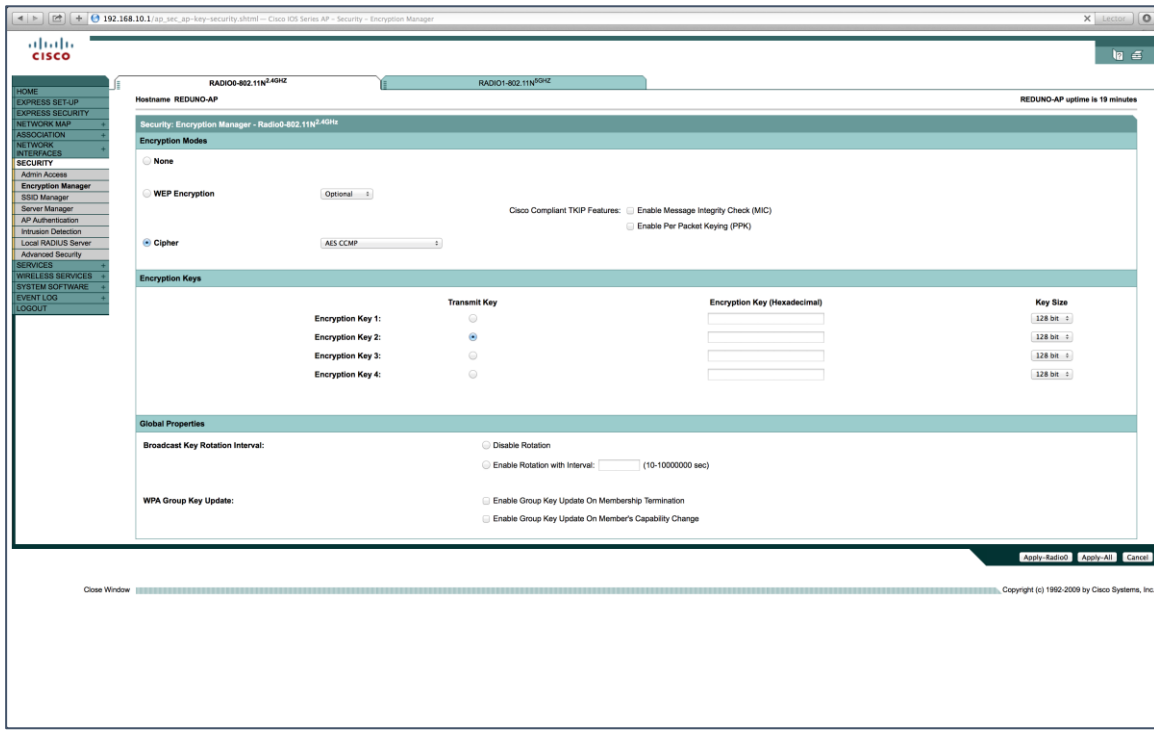 192.168.10.1/ap_sec_ap-key-security.shtml — Cisco IOS Series AP – Security – Encryption Manager
Lector
CISCO
RADIO0-802.11N2.4GHZ
RADIO1-802.11N5GHZ
Hostname REDUNO-AP
REDUNO-AP uptime is 19 minutes
HOME
EXPRESS SET-UP
EXPRESS SECURITY
NETWORK MAP +
ASSOCIATION +
NETWORK
INTERFACES +
SECURITY
Admin Access
Encryption Manager
SSID Manager
Server Manager
AP Authentication
Intrusion Detection
Local RADIUS Server
Advanced Security
SERVICES +
WIRELESS SERVICES +
SYSTEM SOFTWARE +
EVENT LOG +
LOGOUT
Security: Encryption Manager - Radio0-802.11N2.4GHz
Encryption Modes
None
WEP Encryption Optional
Cisco Compliant TKIP Features: Enable Message Integrity Check (MIC)
Enable Per Packet Keying (PPK)
Cipher AES CCMP
Encryption Keys
Transmit Key Encryption Key (Hexadecimal) Key Size
Encryption Key 1: 128 bit
Encryption Key 2: 128 bit
Encryption Key 3: 128 bit
Encryption Key 4: 128 bit
Global Properties
Broadcast Key Rotation Interval: Disable Rotation
Enable Rotation with Interval: (10-10000000 sec)
WPA Group Key Update: Enable Group Key Update On Membership Termination
Enable Group Key Update On Member's Capability Change
Apply-Radio0 Apply-All Cancel
Close Window Copyright (c) 1992-2009 by Cisco Systems, Inc.